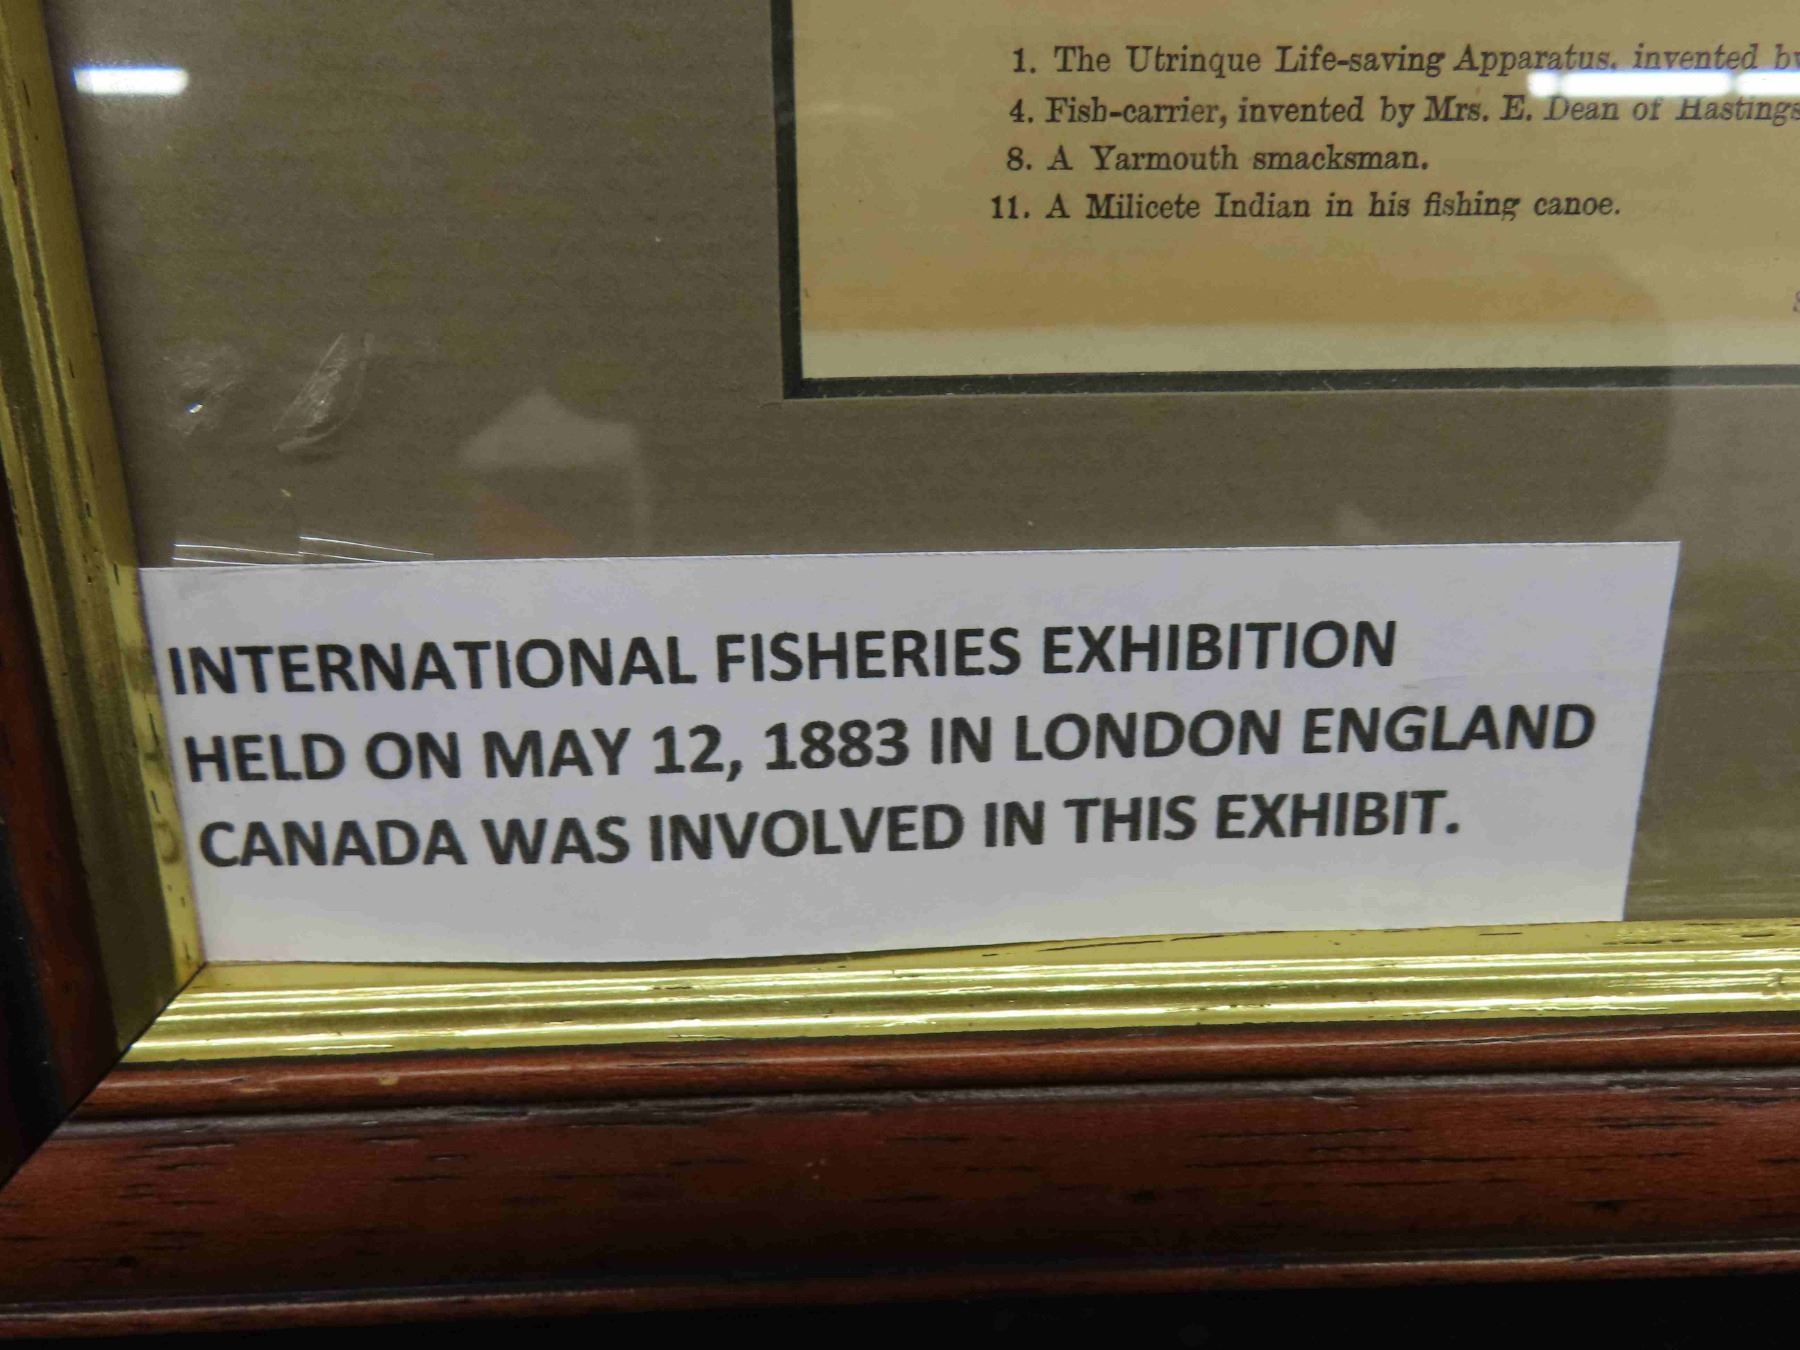 1. The Utrinque Life-saving Apparatus, invented by
4. Fish-carrier, invented by Mrs. E. Dean of Hastings
8. A Yarmouth smacksman.
11. A Milicete Indian in his fishing canoe.
INTERNATIONAL FISHERIES EXHIBITION
HELD ON MAY 12, 1883 IN LONDON ENGLAND
CANADA WAS INVOLVED IN THIS EXHIBIT.